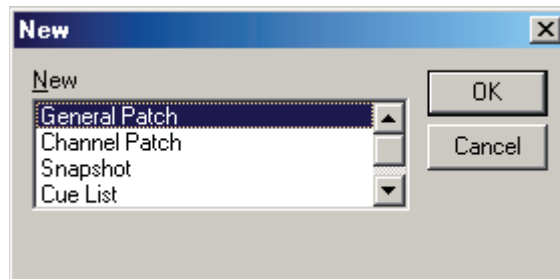 New
New
General Patch
Channel Patch
Snapshot
Cue List
OK
Cancel